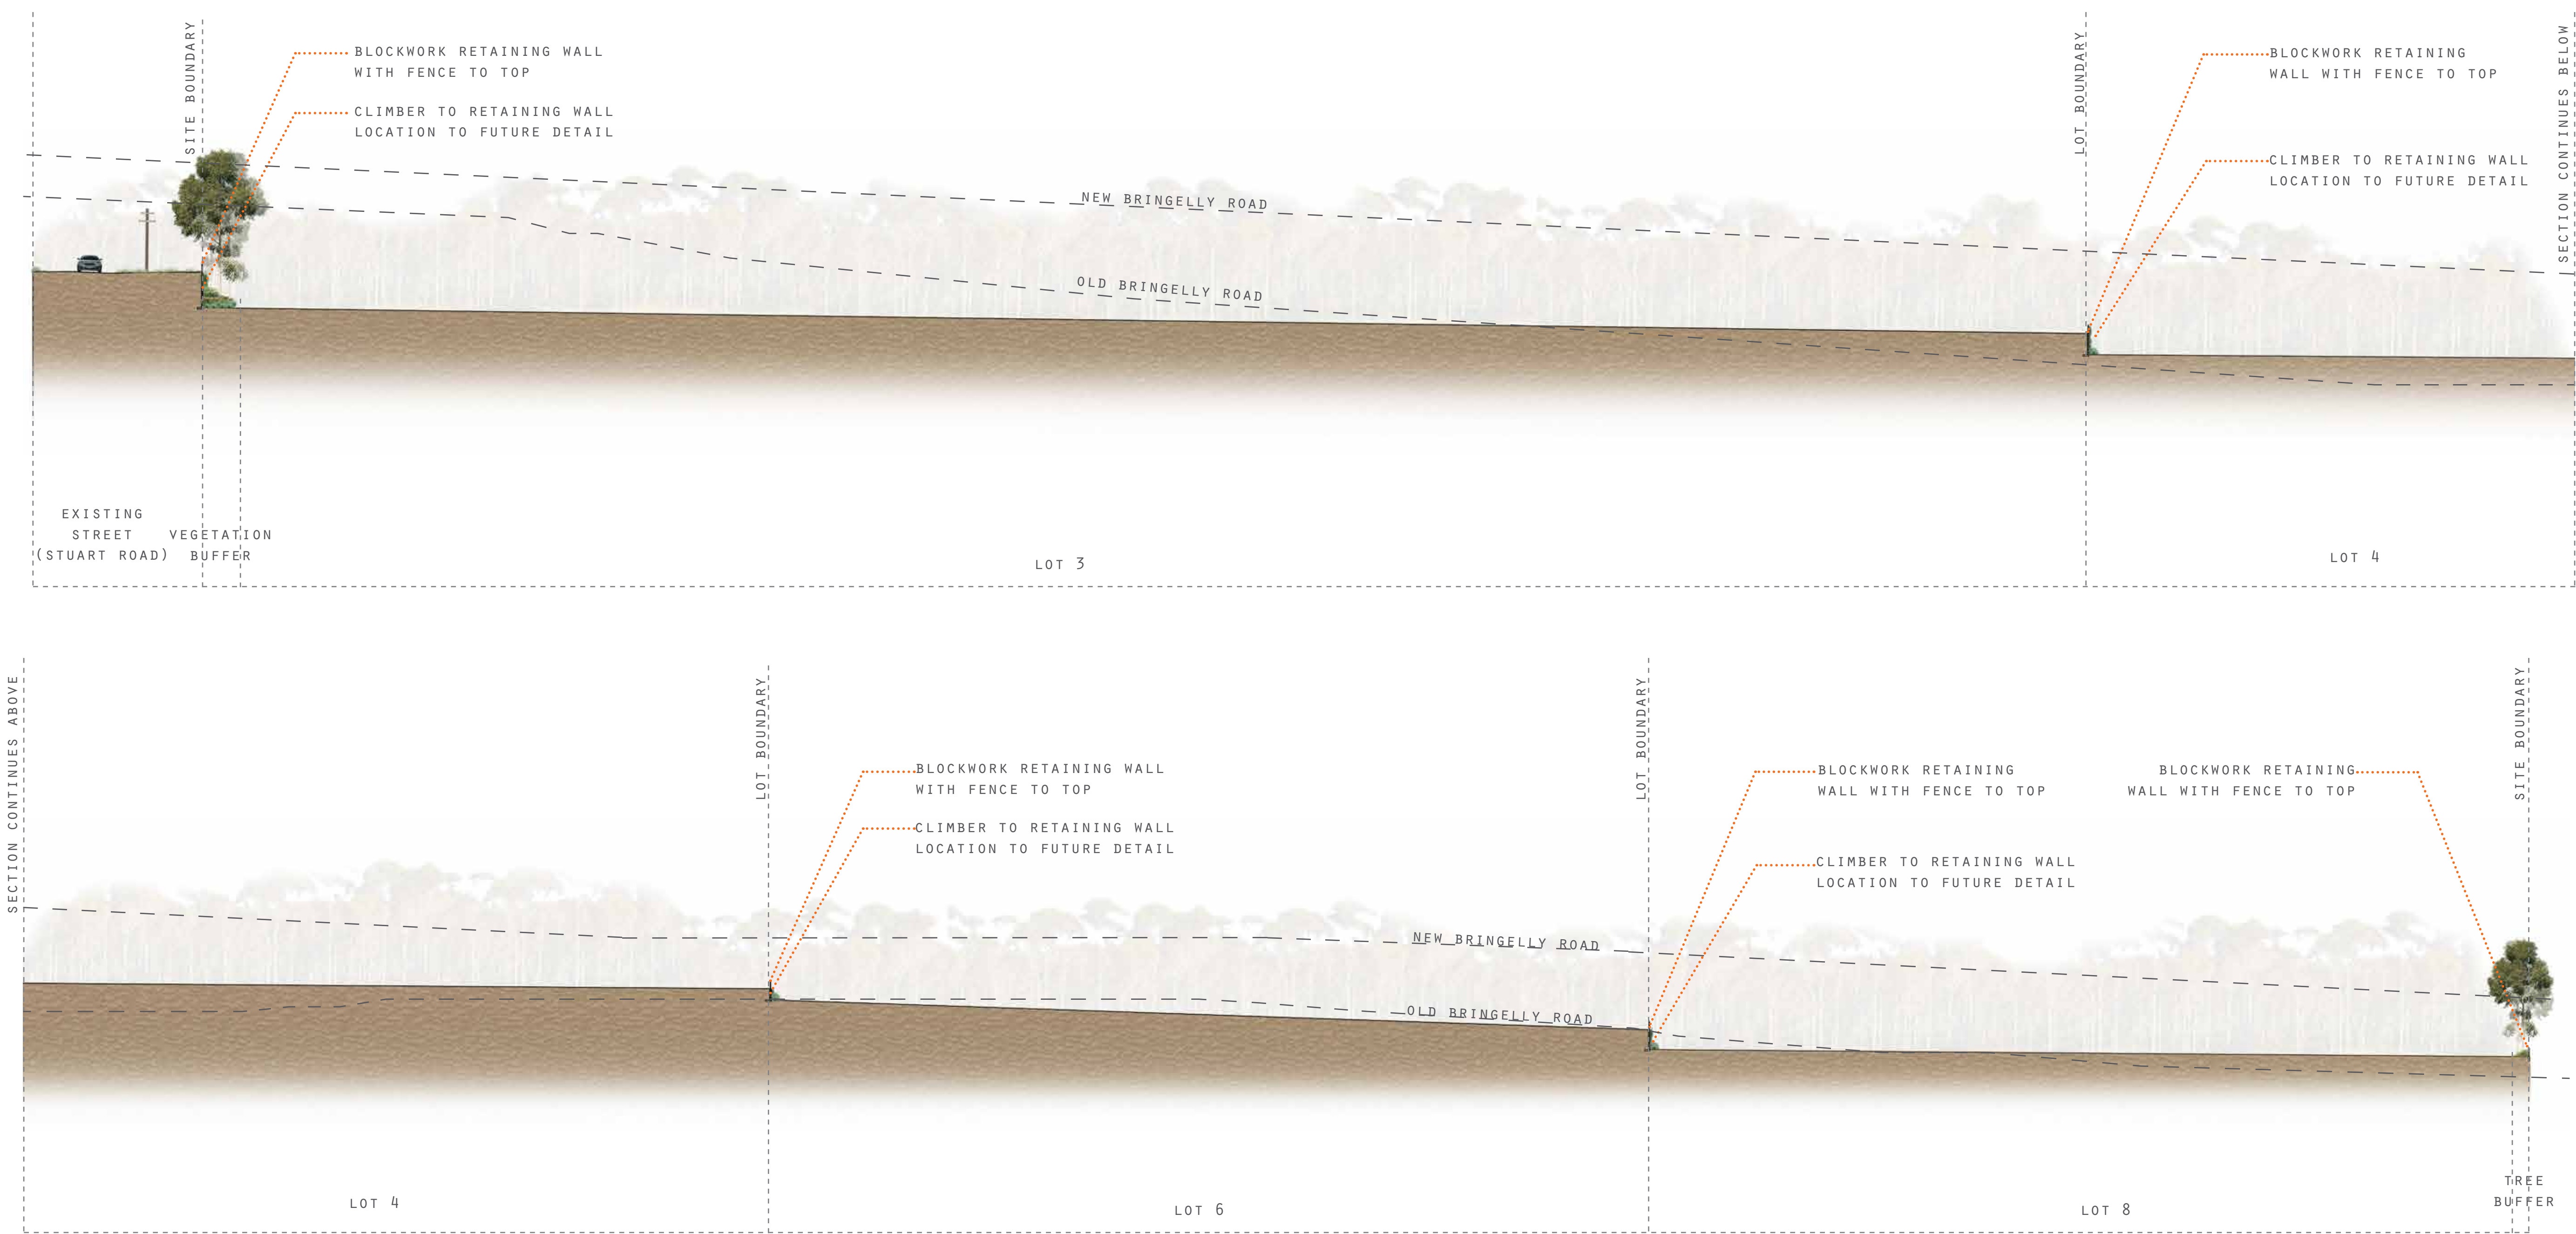 SITE BOUNDARY
BLOCKWORK RETAINING WALL
WITH FENCE TO TOP
CLIMBER TO RETAINING WALL
LOCATION TO FUTURE DETAIL
NEW BRINGELLY ROAD
OLD BRINGELLY ROAD
LOT BOUNDARY
BLOCKWORK RETAINING
WALL WITH FENCE TO TOP
CLIMBER TO RETAINING WALL
LOCATION TO FUTURE DETAIL
SECTION CONTINUES BELOW
EXISTING
STREET
(STUART ROAD)
VEGETATION
BUFFER
LOT 3
LOT 4
SECTION CONTINUES ABOVE
LOT BOUNDARY
BLOCKWORK RETAINING WALL
WITH FENCE TO TOP
CLIMBER TO RETAINING WALL
LOCATION TO FUTURE DETAIL
NEW BRINGELLY ROAD
OLD BRINGELLY ROAD
LOT BOUNDARY
BLOCKWORK RETAINING
WALL WITH FENCE TO TOP
CLIMBER TO RETAINING WALL
LOCATION TO FUTURE DETAIL
BLOCKWORK RETAINING
WALL WITH FENCE TO TOP
SITE BOUNDARY
LOT 4
LOT 6
LOT 8
TREE
BUFFER